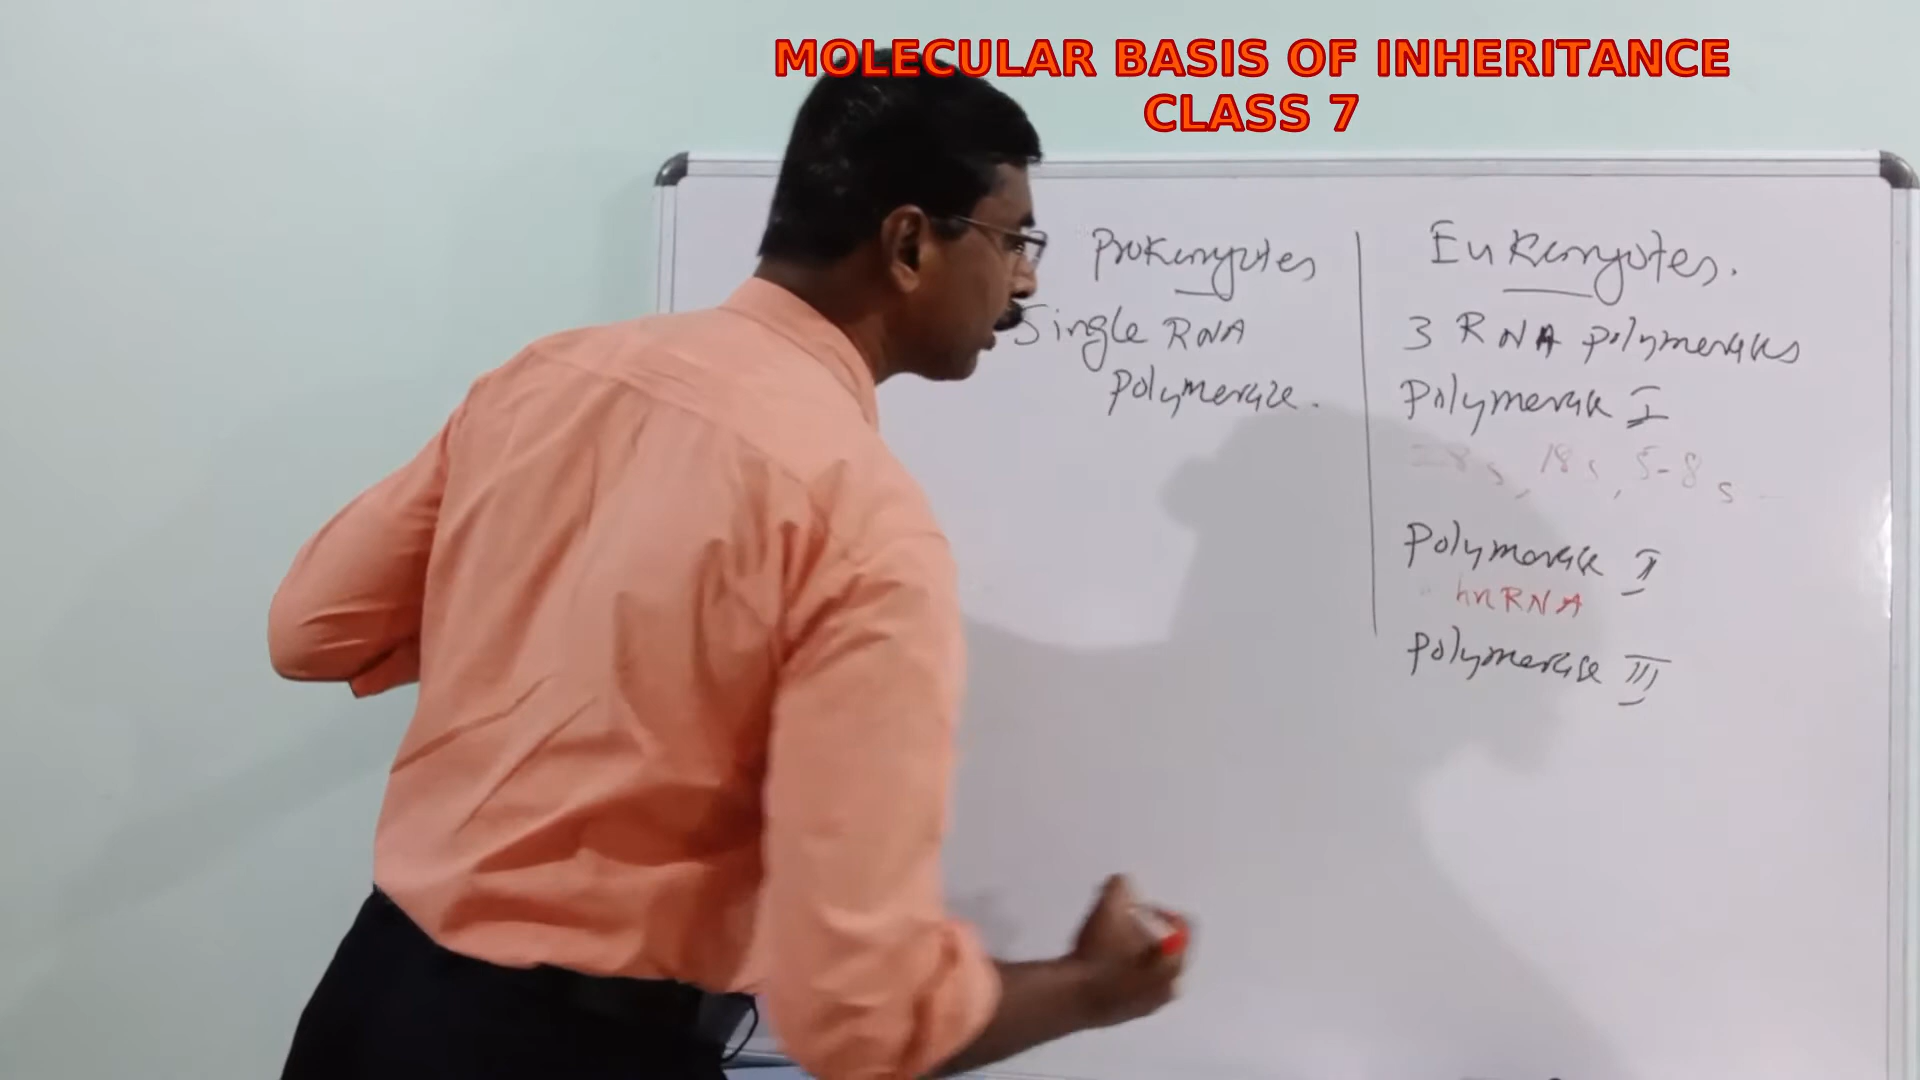 MOLECULAR BASIS OF INHERITANCE
CLASS 7
Prokaryotes
Single RNA
polymerase.
Eukaryotes.
3 RNA polymerases
Polymerase I
28s, 18s, 5-8s
Polymerase II
hnRNA
Polymerase III